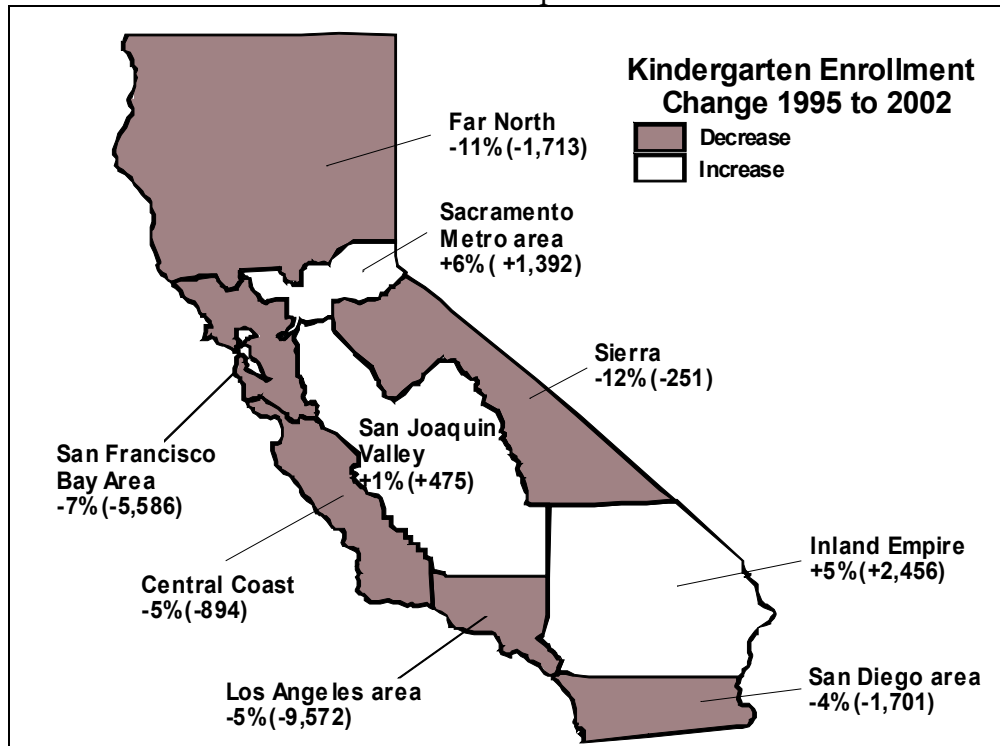 Kindergarten Enrollment
Change 1995 to 2002
Decrease
Increase
Far North
-11% (-1,713)
Sacramento
Metro area
+6% ( +1,392)
Sierra
-12% (-251)
San Francisco
Bay Area
-7% (-5,586)
San Joaquin
Valley
+1% (+475)
Inland Empire
+5% (+2,456)
Central Coast
-5% (-894)
Los Angeles area
-5% (-9,572)
San Diego area
-4% (-1,701)